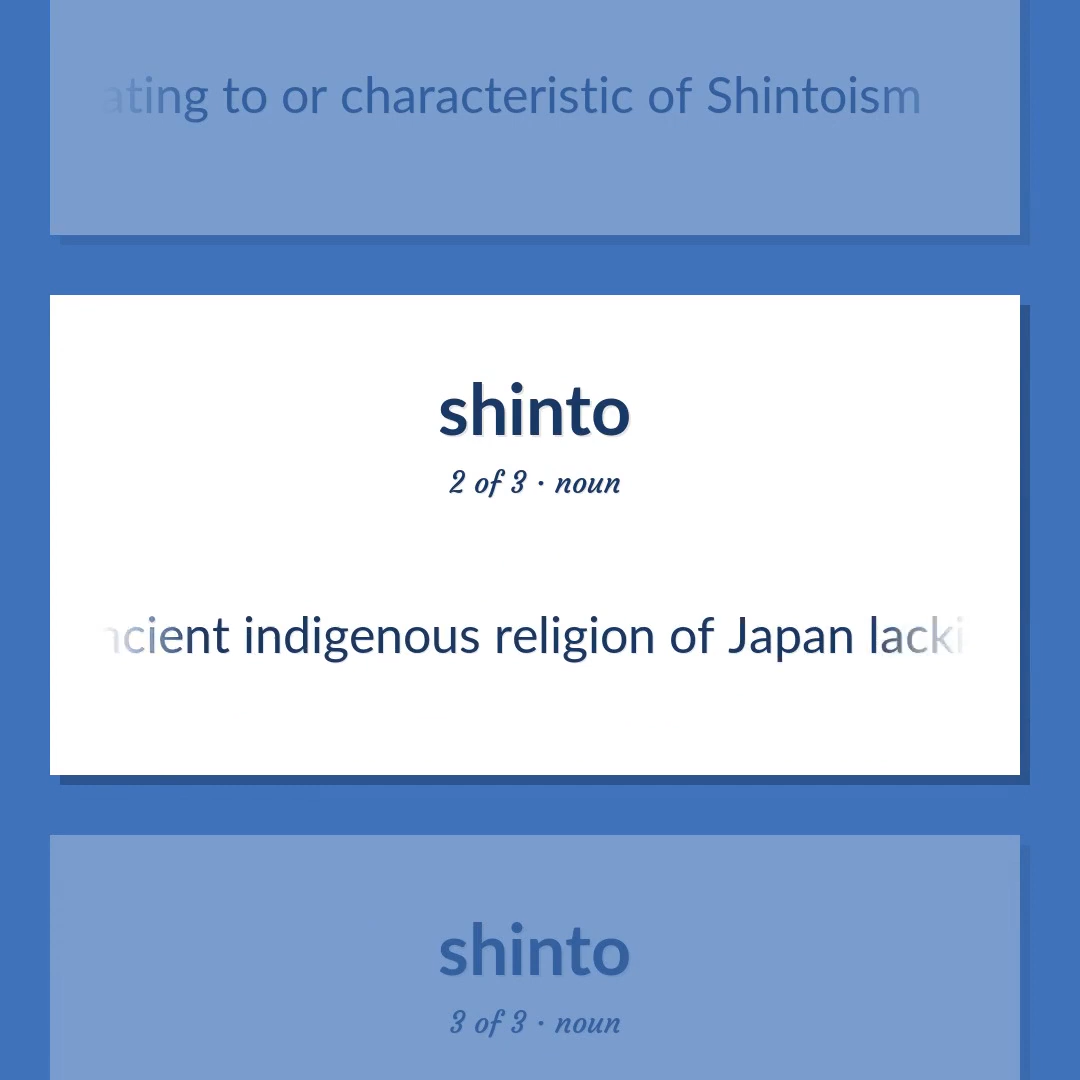 ating to or characteristic of Shintoism
shinto
2 of 3 · noun
ncient indigenous religion of Japan lacki
shinto
3 of 3 · noun